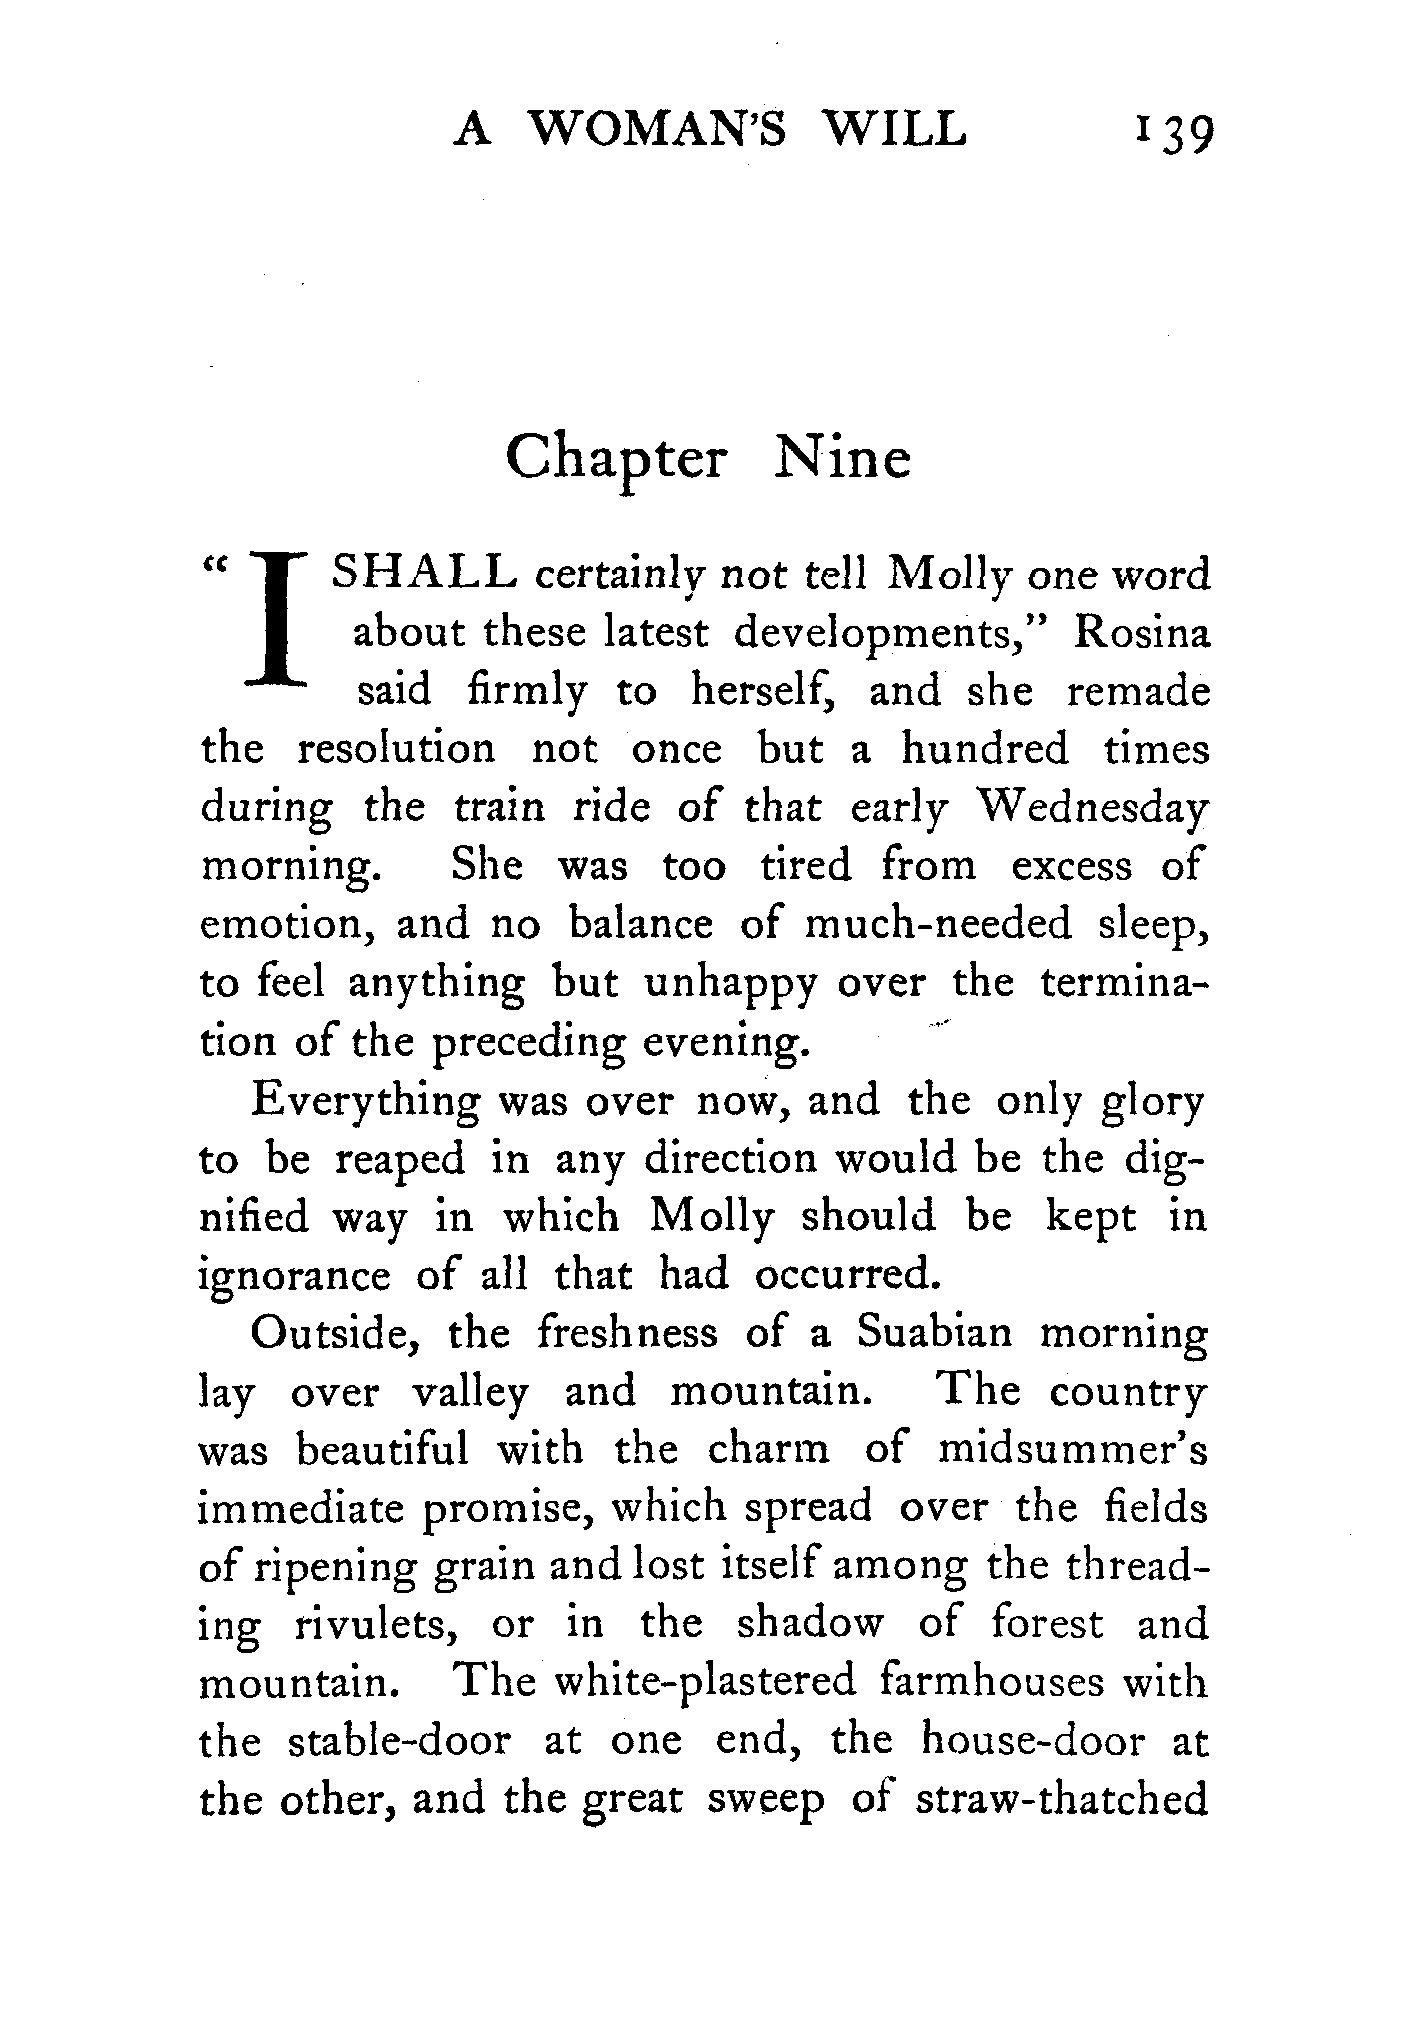 A WOMAN'S WILL 139
Chapter Nine
“I SHALL certainly not tell Molly one word
about these latest developments,” Rosina
said firmly to herself, and she remade
the resolution not once but a hundred times
during the train ride of that early Wednesday
morning. She was too tired from excess of
emotion, and no balance of much-needed sleep,
to feel anything but unhappy over the termina-
tion of the preceding evening.
Everything was over now, and the only glory
to be reaped in any direction would be the dig-
nified way in which Molly should be kept in
ignorance of all that had occurred.
Outside, the freshness of a Suabian morning
lay over valley and mountain. The country
was beautiful with the charm of midsummer's
immediate promise, which spread over the fields
of ripening grain and lost itself among the thread-
ing rivulets, or in the shadow of forest and
mountain. The white-plastered farmhouses with
the stable-door at one end, the house-door at
the other, and the great sweep of straw-thatched